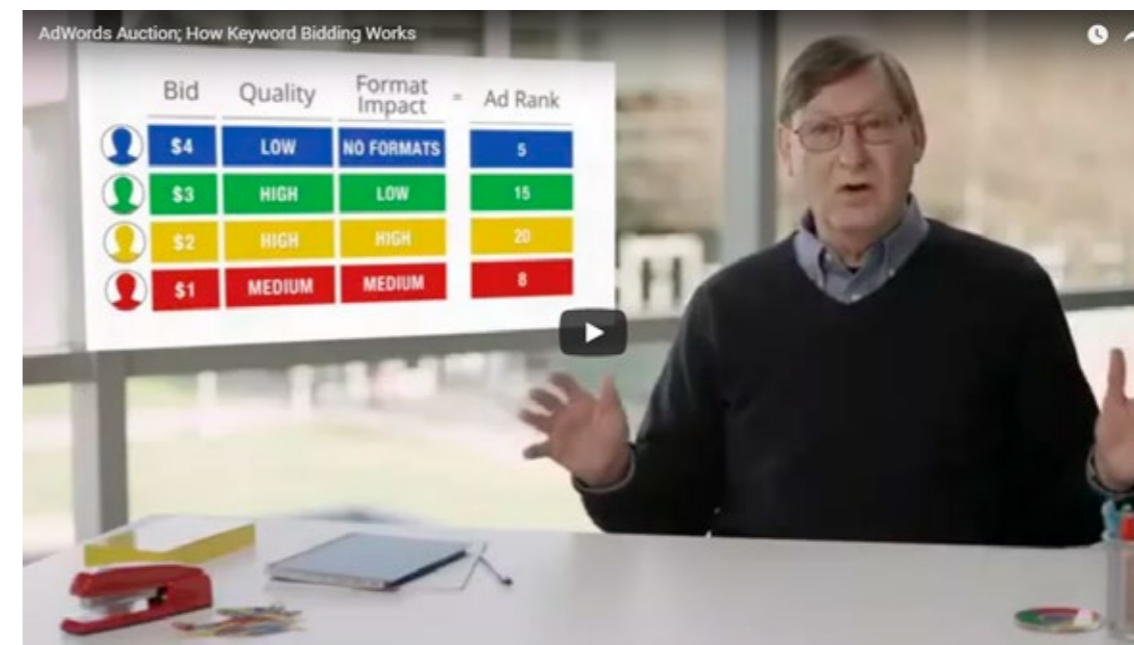 AdWords Auction; How Keyword Bidding Works
Bid Quality Format Impact = Ad Rank
$4 LOW NO FORMATS 5
$3 HIGH LOW 15
$2 HIGH HIGH 20
$1 MEDIUM MEDIUM 8